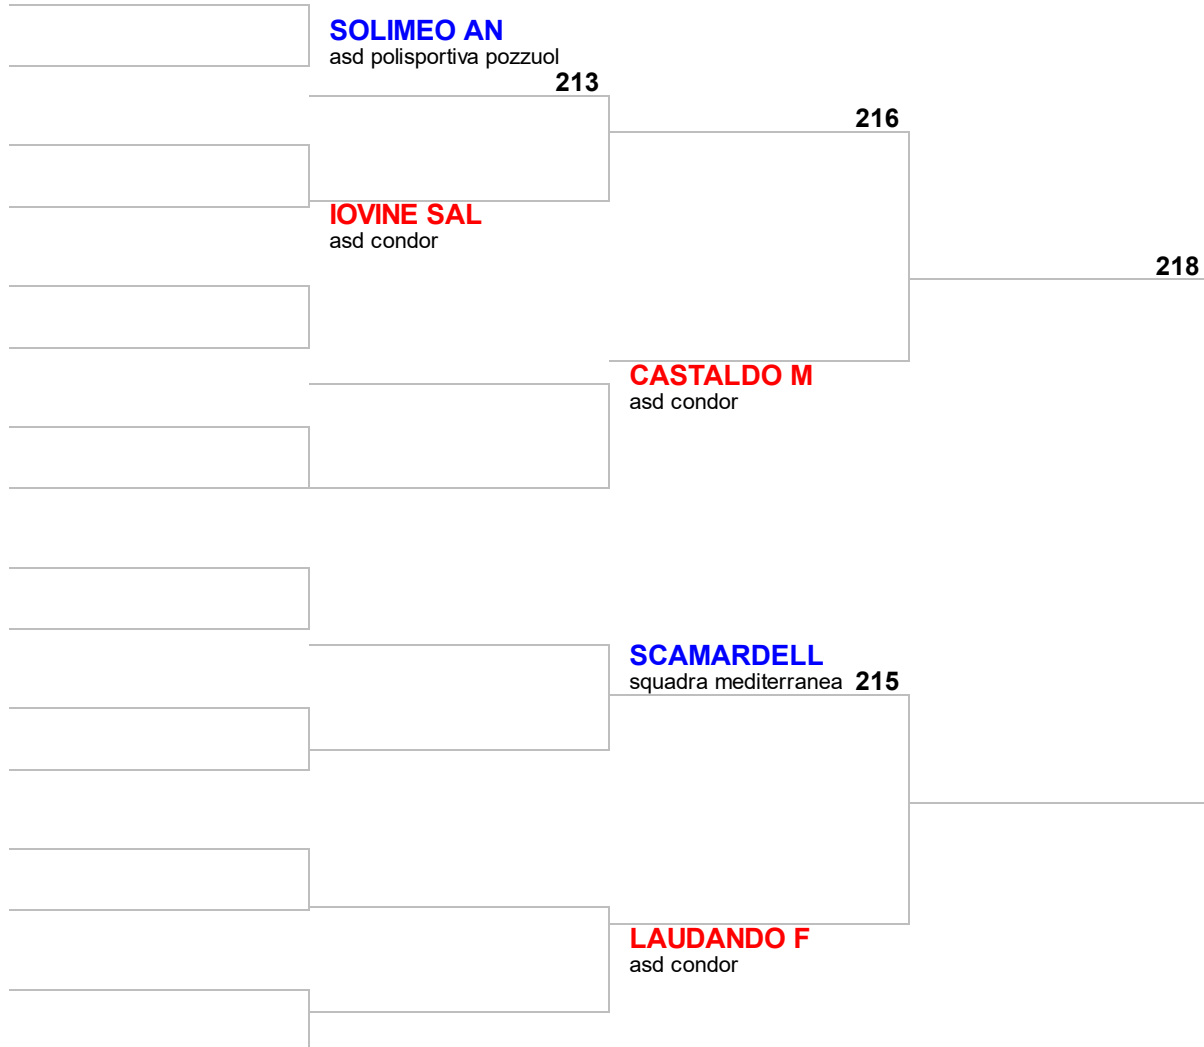 SOLIMEO AN
asd polisportiva pozzuol
213
216
IOVINE SAL
asd condor
218
CASTALDO M
asd condor
SCAMARDELL
squadra mediterranea 215
LAUDANDO F
asd condor